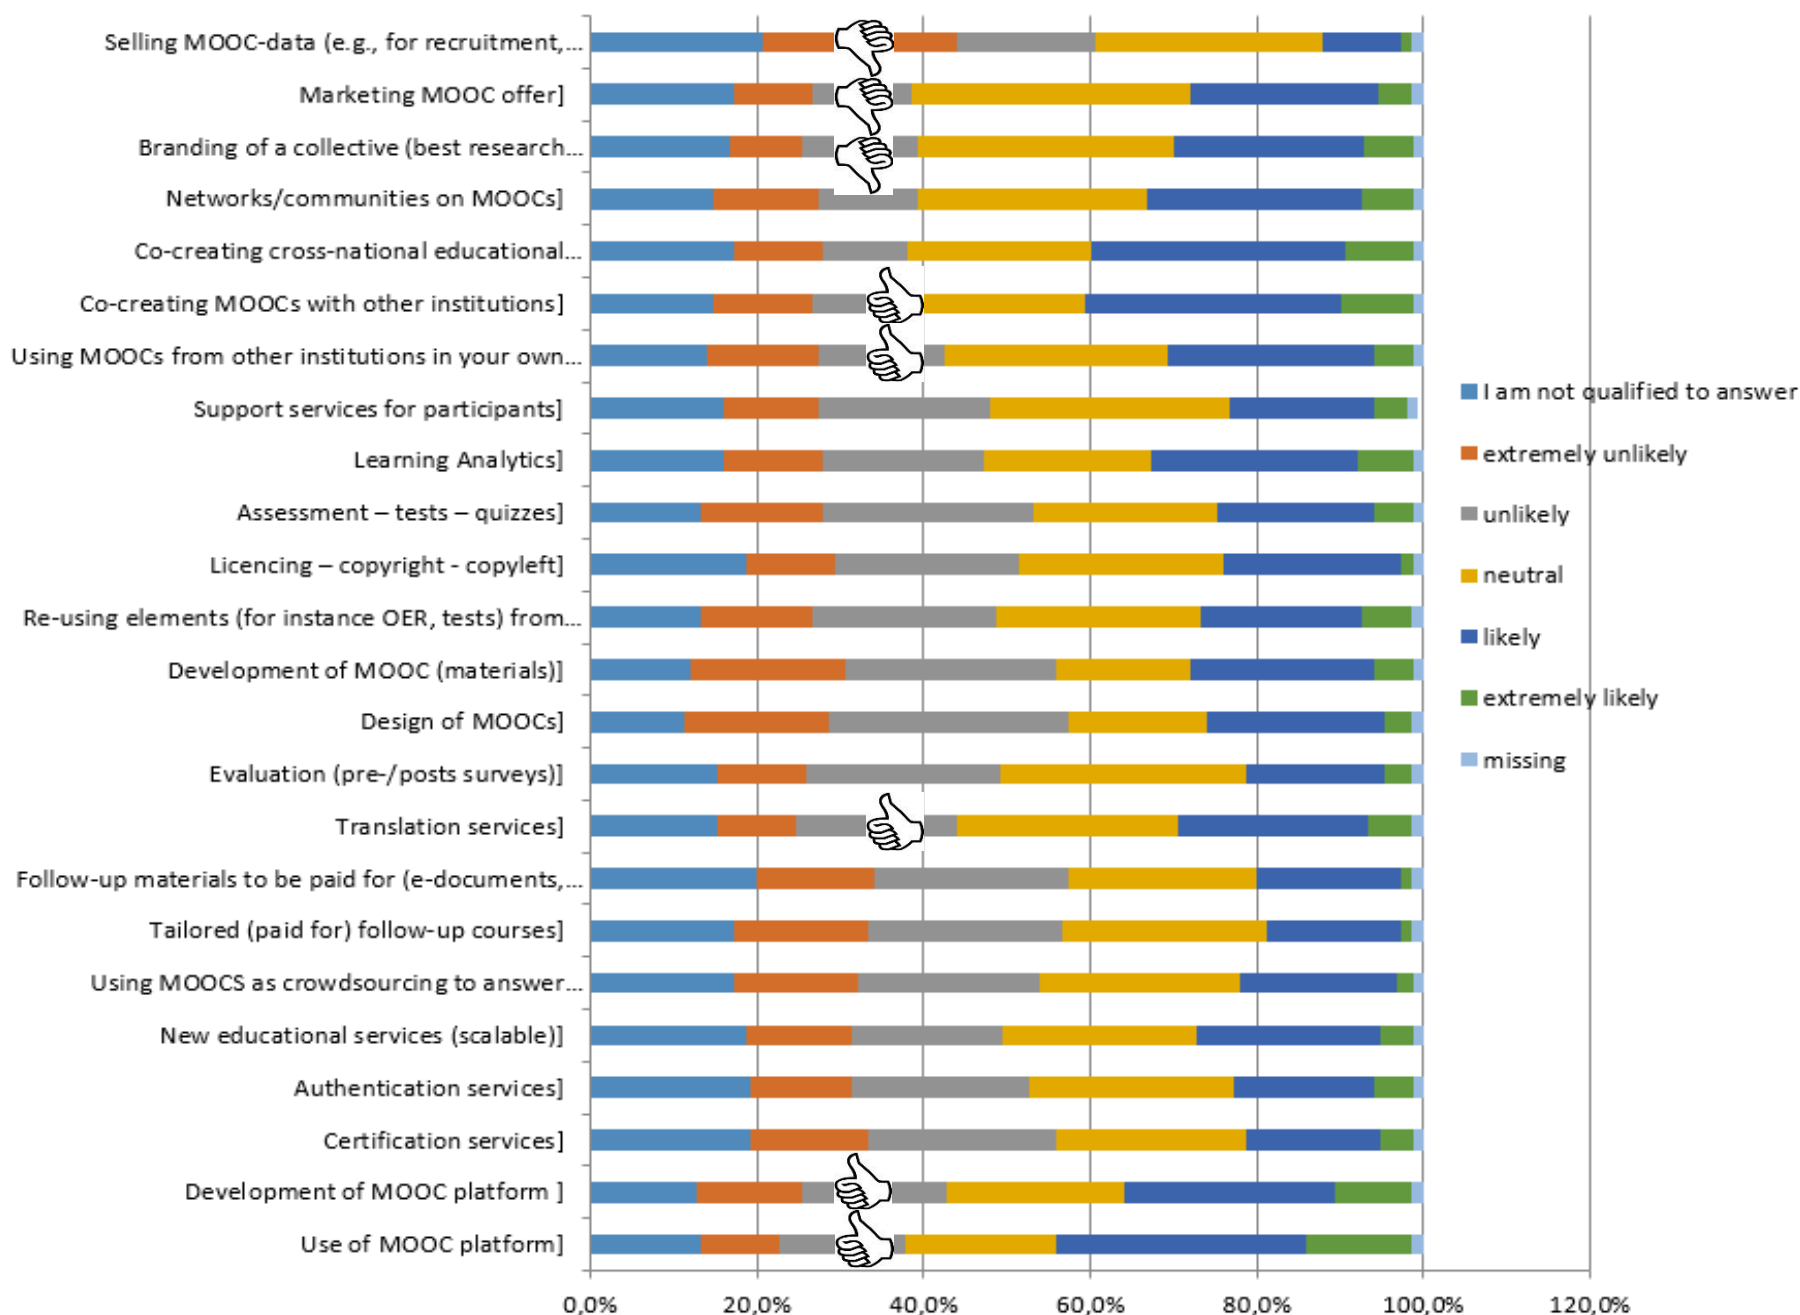 Selling MOOC-data (e.g., for recruitment,...
Marketing MOOC offer]
Branding of a collective (best research...
Networks/communities on MOOCs]
Co-creating cross-national educational...
Co-creating MOOCs with other institutions]
Using MOOCs from other institutions in your own...
Support services for participants]
Learning Analytics]
Assessment – tests – quizzes]
Licencing – copyright - copyleft]
Re-using elements (for instance OER, tests) from...
Development of MOOC (materials)]
Design of MOOCs]
Evaluation (pre-/posts surveys)]
Translation services]
Follow-up materials to be paid for (e-documents,...
Tailored (paid for) follow-up courses]
Using MOOCS as crowdsourcing to answer...
New educational services (scalable)]
Authentication services]
Certification services]
Development of MOOC platform ]
Use of MOOC platform]
0,0% 20,0% 40,0% 60,0% 80,0% 100,0% 120,0%
I am not qualified to answer
extremely unlikely
unlikely
neutral
likely
extremely likely
missing